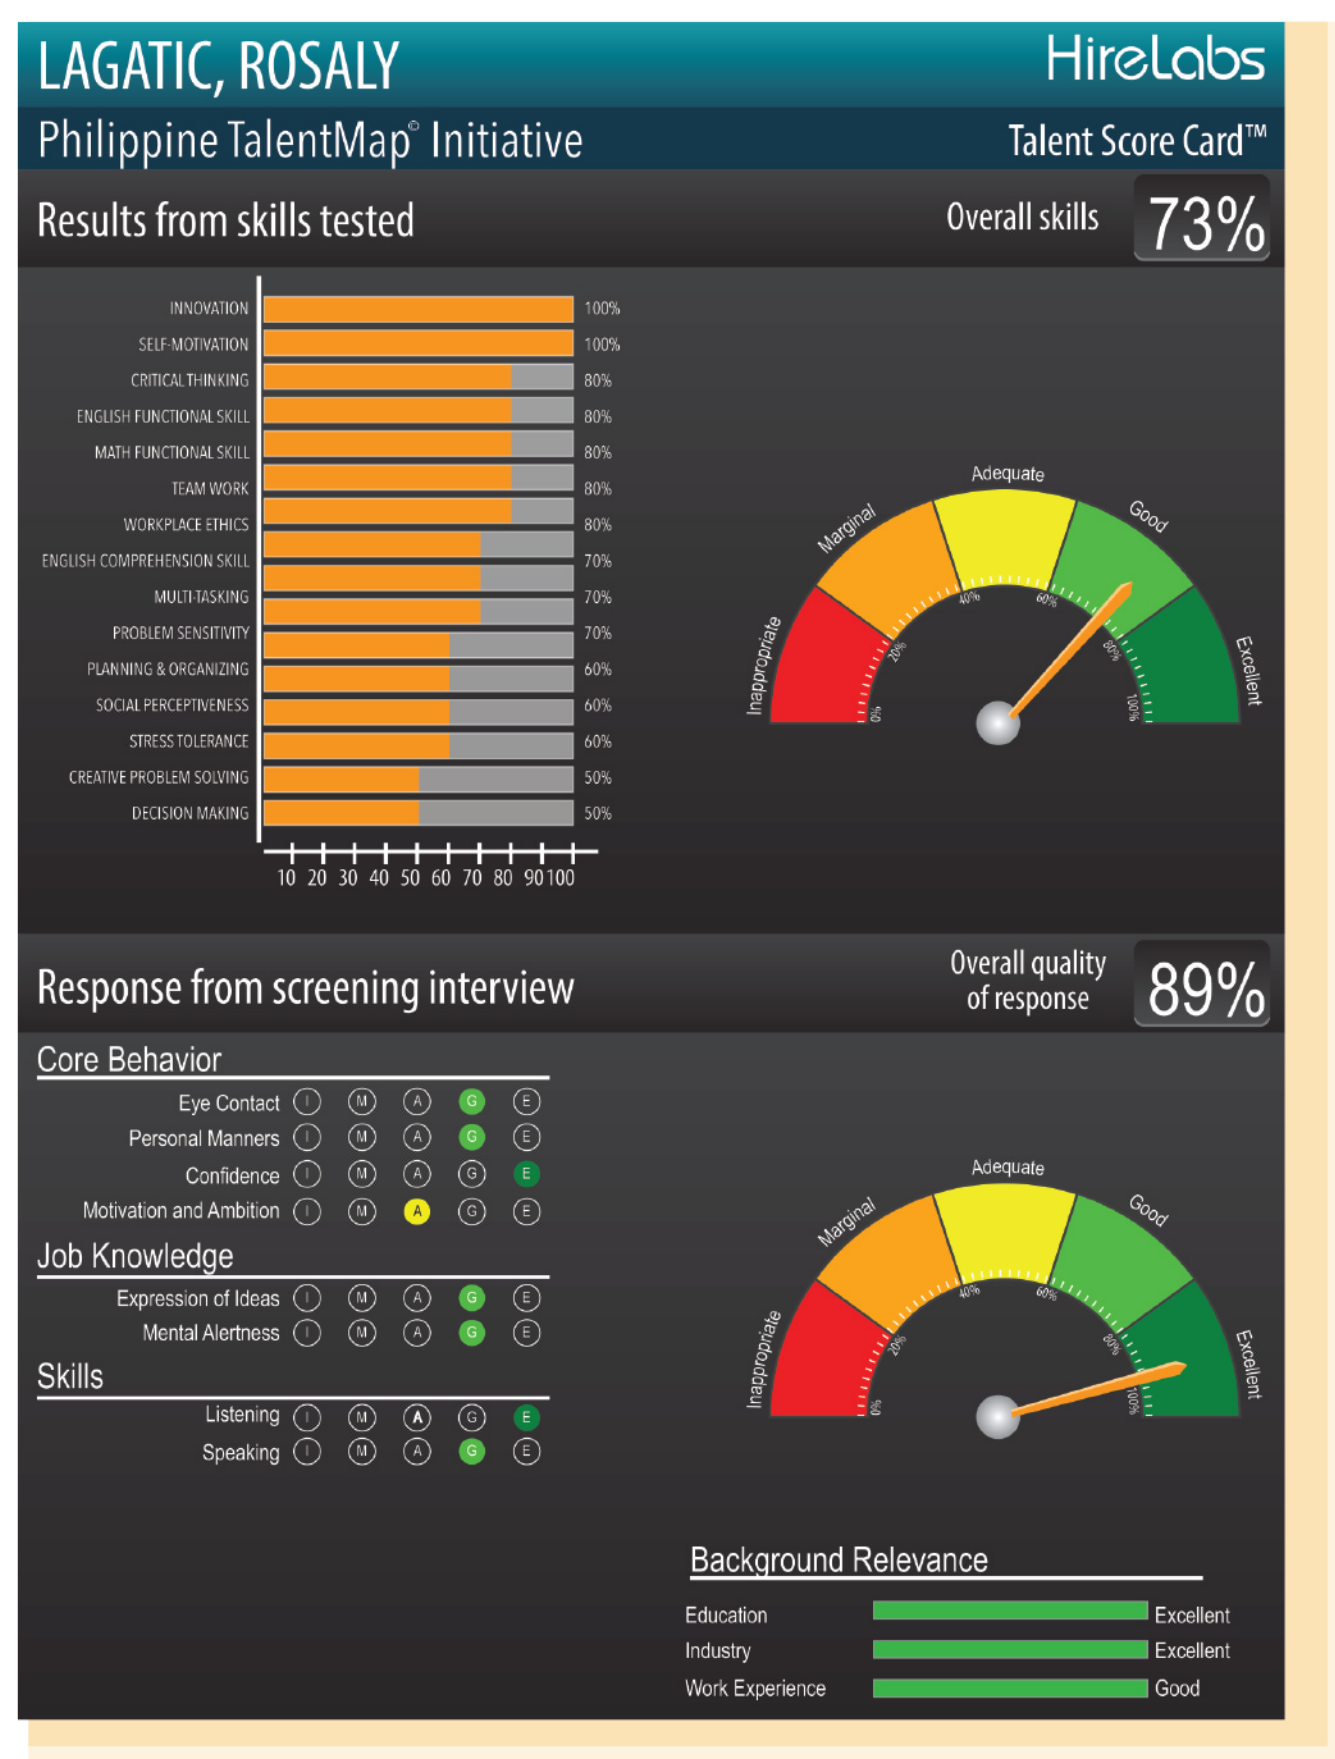 LAGATIC, ROSALY
HireLabs
Philippine TalentMap© Initiative
Talent Score Card™
Results from skills tested
Overall skills
73%
INNOVATION 100%
SELF-MOTIVATION 100%
CRITICAL THINKING 80%
ENGLISH FUNCTIONAL SKILL 80%
MATH FUNCTIONAL SKILL 80%
TEAM WORK 80%
WORKPLACE ETHICS 80%
ENGLISH COMPREHENSION SKILL 70%
MULTI-TASKING 70%
PROBLEM SENSITIVITY 70%
PLANNING & ORGANIZING 60%
SOCIAL PERCEPTIVENESS 60%
STRESS TOLERANCE 60%
CREATIVE PROBLEM SOLVING 50%
DECISION MAKING 50%
10 20 30 40 50 60 70 80 90 100
Inappropriate
Marginal
Adequate
Good
Excellent
0%
20%
40%
60%
80%
100%
Response from screening interview
Overall quality
of response
89%
Core Behavior
Eye Contact I M A G E
Personal Manners I M A G E
Confidence I M A G E
Motivation and Ambition I M A G E
Job Knowledge
Expression of Ideas I M A G E
Mental Alertness I M A G E
Skills
Listening I M A G E
Speaking I M A G E
Inappropriate
Marginal
Adequate
Good
Excellent
0%
20%
40%
60%
80%
100%
Background Relevance
Education Excellent
Industry Excellent
Work Experience Good